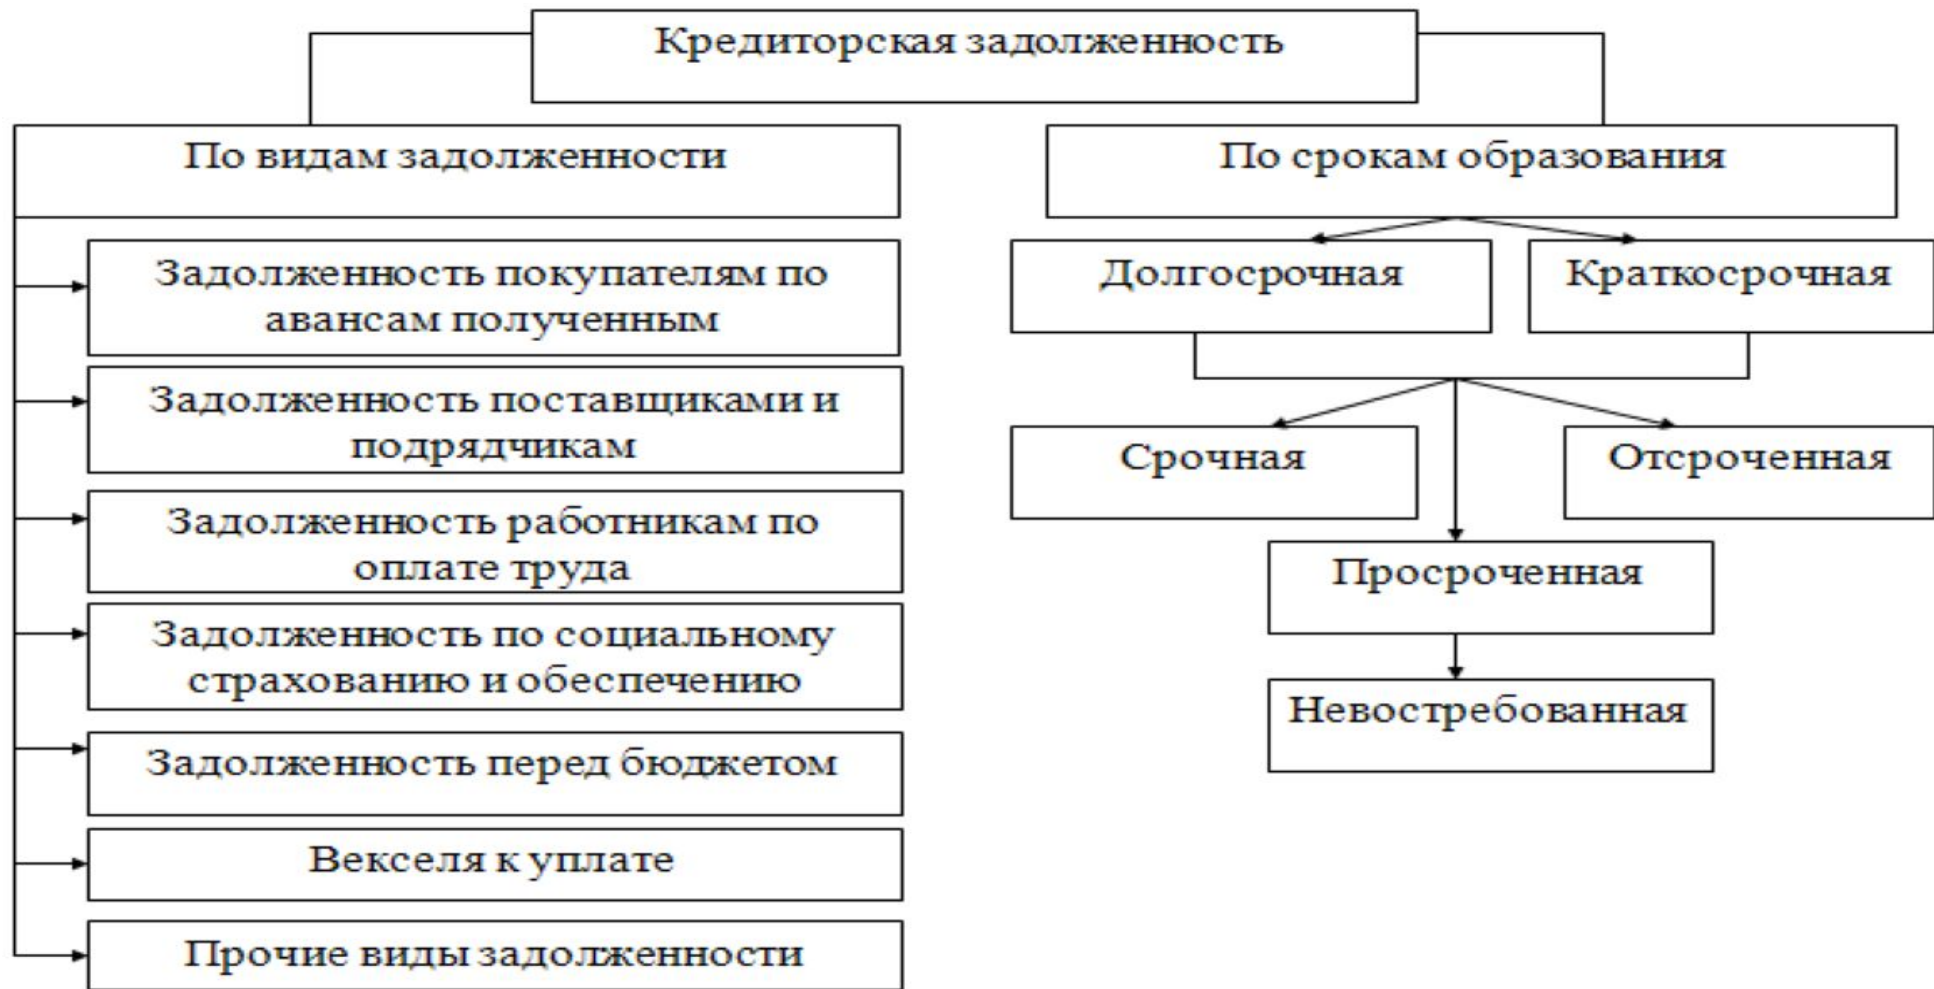 Кредиторская задолженность
По видам задолженности
Задолженность покупателям по
авансам полученным
Задолженность поставщиками и
подрядчикам
Задолженность работникам по
оплате труда
Задолженность по социальному
страхованию и обеспечению
Задолженность перед бюджетом
Векселя к уплате
Прочие виды задолженности
По срокам образования
Долгосрочная
Краткосрочная
Срочная
Отсроченная
Просроченная
Невостребованная